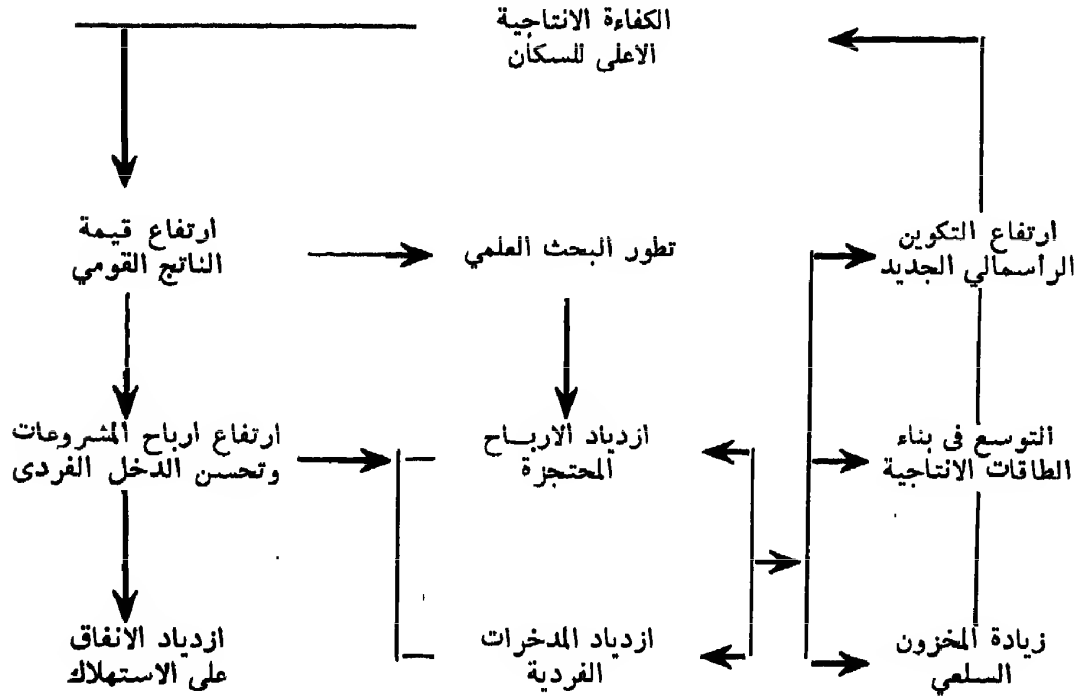 الكفاءة الانتاجية
الاعلى للسكان
ارتفاع التكوين
الرأسمالي الجديد
تطور البحث العلمي
ارتفاع قيمة
الناتج القومي
التوسع فى بناء
الطاقات الانتاجية
ازدياد الاربــاح
المحتجزة
ارتفاع ارباح المشروعات
وتحسن الدخل الفردى
زيادة المخزون
السلعي
ازدياد المدخرات
الفردية
ازدياد الانفاق
على الاستهلاك